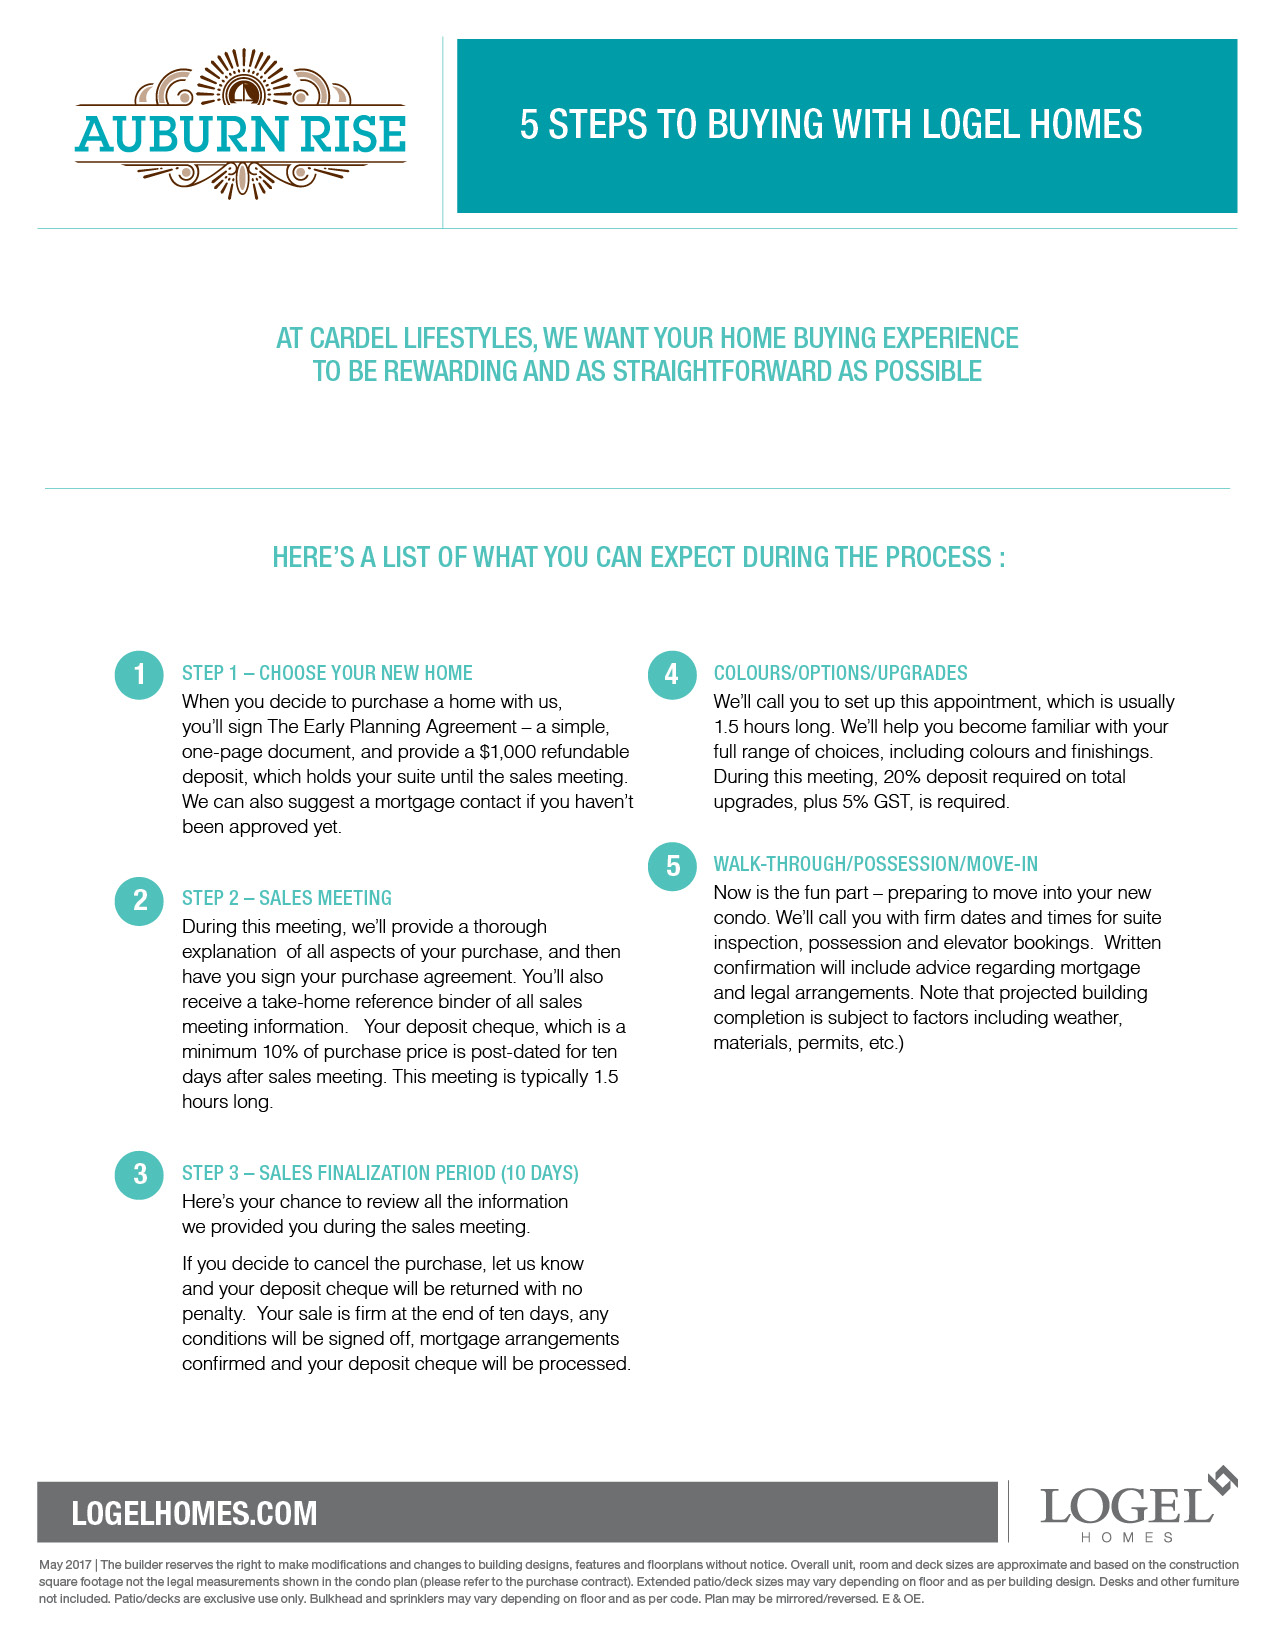 AUBURN RISE
5 STEPS TO BUYING WITH LOGEL HOMES
AT CARDEL LIFESTYLES, WE WANT YOUR HOME BUYING EXPERIENCE
TO BE REWARDING AND AS STRAIGHTFORWARD AS POSSIBLE
HERE’S A LIST OF WHAT YOU CAN EXPECT DURING THE PROCESS :
1
STEP 1 – CHOOSE YOUR NEW HOME
When you decide to purchase a home with us,
you’ll sign The Early Planning Agreement – a simple,
one-page document, and provide a $1,000 refundable
deposit, which holds your suite until the sales meeting.
We can also suggest a mortgage contact if you haven’t
been approved yet.
2
STEP 2 – SALES MEETING
During this meeting, we’ll provide a thorough
explanation  of all aspects of your purchase, and then
have you sign your purchase agreement. You’ll also
receive a take-home reference binder of all sales
meeting information.   Your deposit cheque, which is a
minimum 10% of purchase price is post-dated for ten
days after sales meeting. This meeting is typically 1.5
hours long.
3
STEP 3 – SALES FINALIZATION PERIOD (10 DAYS)
Here’s your chance to review all the information
we provided you during the sales meeting.
If you decide to cancel the purchase, let us know
and your deposit cheque will be returned with no
penalty.  Your sale is firm at the end of ten days, any
conditions will be signed off, mortgage arrangements
confirmed and your deposit cheque will be processed.
4
COLOURS/OPTIONS/UPGRADES
We’ll call you to set up this appointment, which is usually
1.5 hours long. We’ll help you become familiar with your
full range of choices, including colours and finishings.
During this meeting, 20% deposit required on total
upgrades, plus 5% GST, is required.
5
WALK-THROUGH/POSSESSION/MOVE-IN
Now is the fun part – preparing to move into your new
condo. We’ll call you with firm dates and times for suite
inspection, possession and elevator bookings.  Written
confirmation will include advice regarding mortgage
and legal arrangements. Note that projected building
completion is subject to factors including weather,
materials, permits, etc.)
LOGELHOMES.COM
LOGEL
HOMES
May 2017 | The builder reserves the right to make modifications and changes to building designs, features and floorplans without notice. Overall unit, room and deck sizes are approximate and based on the construction
square footage not the legal measurements shown in the condo plan (please refer to the purchase contract). Extended patio/deck sizes may vary depending on floor and as per building design. Desks and other furniture
not included. Patio/decks are exclusive use only. Bulkhead and sprinklers may vary depending on floor and as per code. Plan may be mirrored/reversed. E & OE.